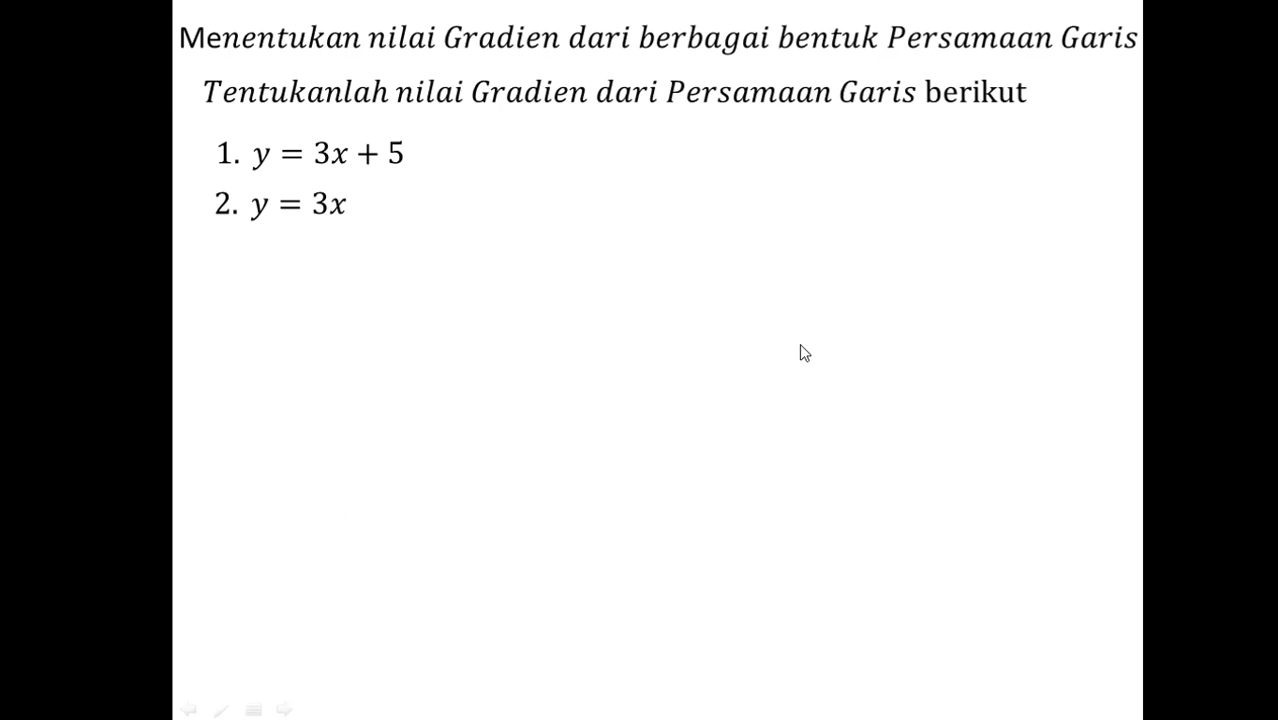 Menentukan nilai Gradien dari berbagai bentuk Persamaan Garis
Tentukanlah nilai Gradien dari Persamaan Garis berikut
1. y = 3x + 5
2. y = 3x